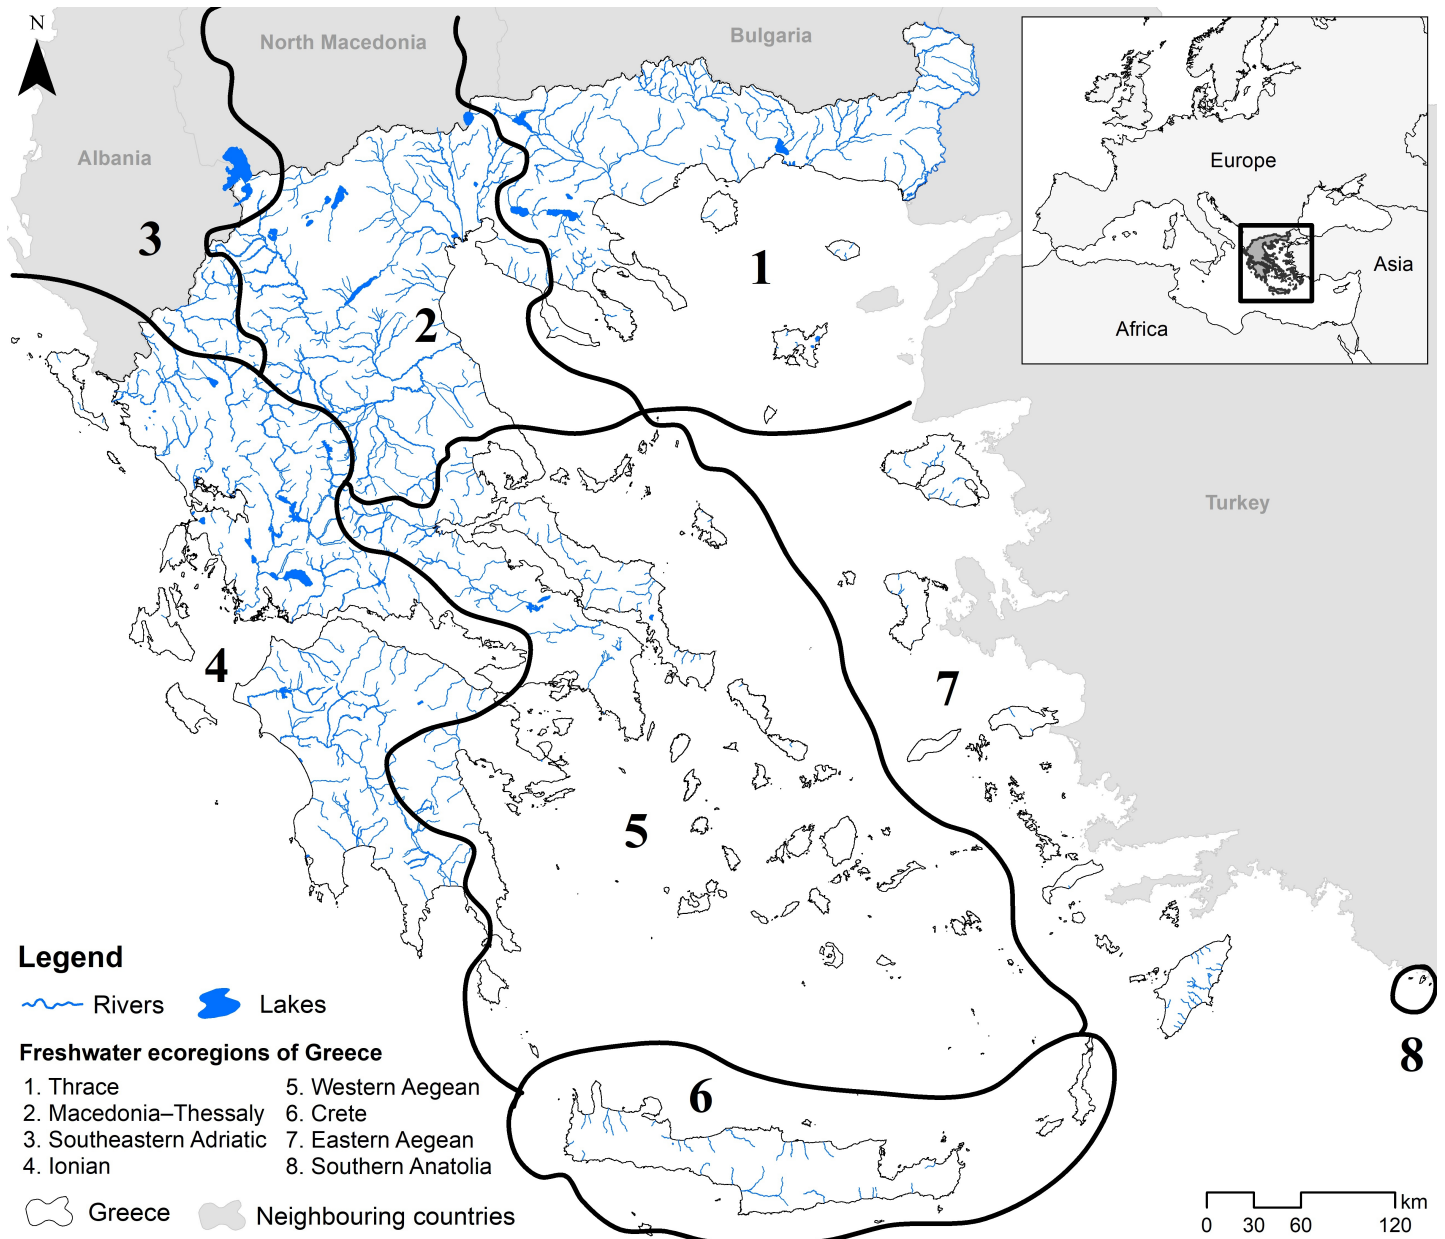 N
North Macedonia
Bulgaria
Albania
Europe
Asia
Africa
3
1
2
Turkey
4
7
5
8
6
Legend
Rivers
Lakes
Freshwater ecoregions of Greece
1. Thrace
2. Macedonia–Thessaly
3. Southeastern Adriatic
4. Ionian
5. Western Aegean
6. Crete
7. Eastern Aegean
8. Southern Anatolia
Greece
Neighbouring countries
km
0 30 60 120